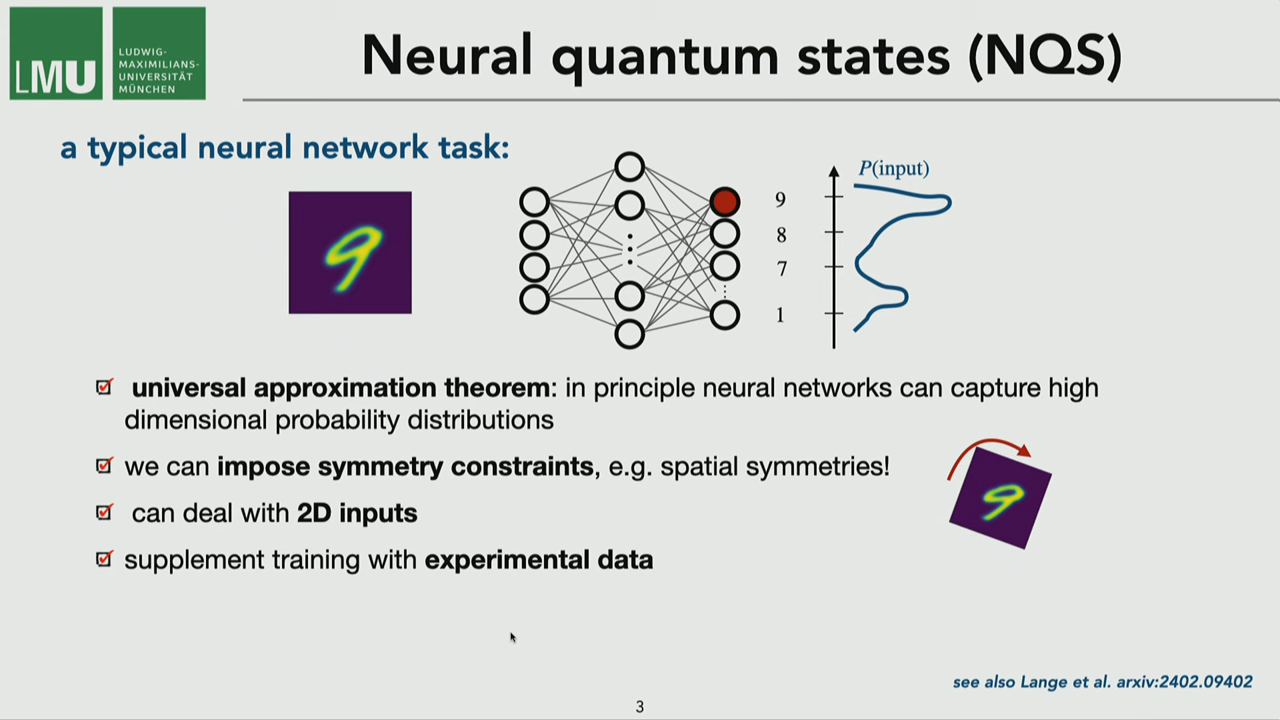 LMU
LUDWIG-
MAXIMILIANS-
UNIVERSITÄT
MÜNCHEN
Neural quantum states (NQS)
a typical neural network task:
9
9
8
7
1
P(input)
universal approximation theorem: in principle neural networks can capture high
dimensional probability distributions
we can impose symmetry constraints, e.g. spatial symmetries!
9
can deal with 2D inputs
supplement training with experimental data
see also Lange et al. arxiv:2402.09402
3